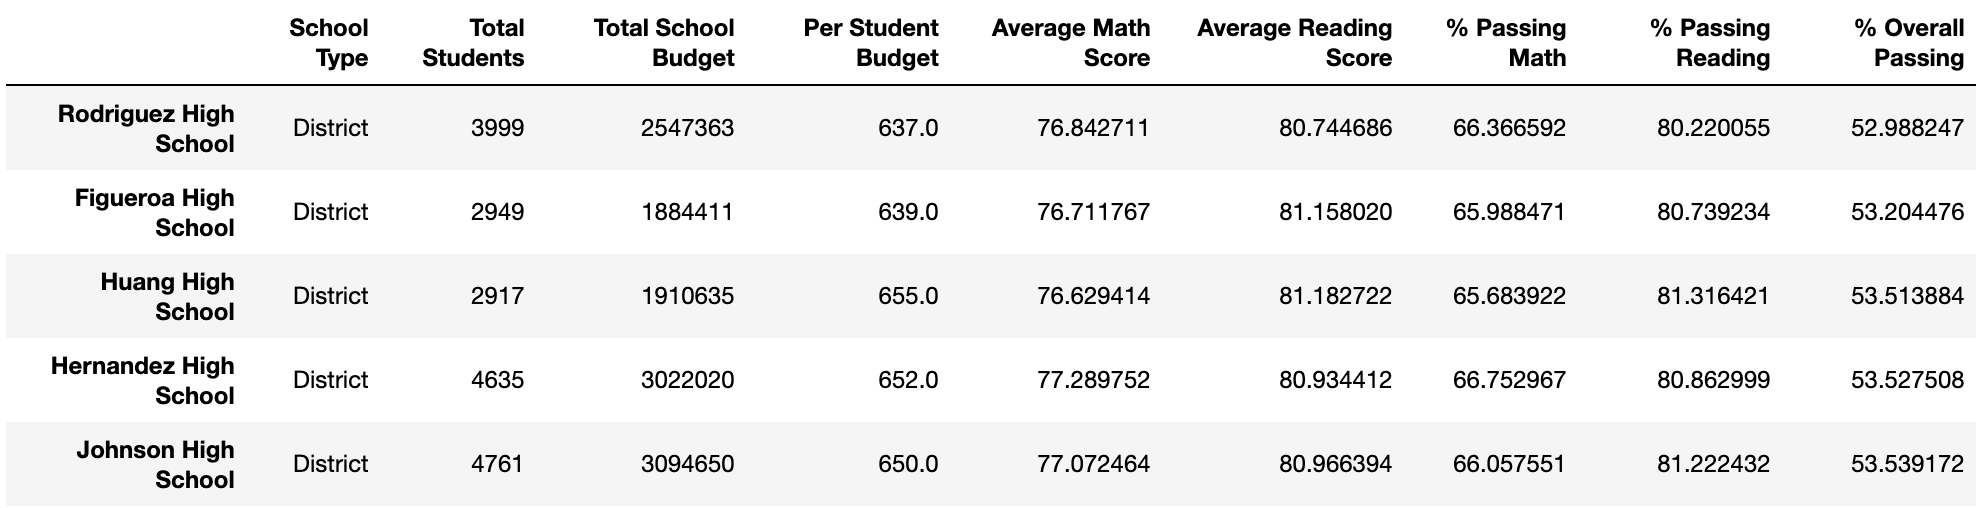 School Type Total Students Total School Budget Per Student Budget Average Math Score Average Reading Score % Passing Math % Passing Reading % Overall Passing
Rodriguez High School District 3999 2547363 637.0 76.842711 80.744686 66.366592 80.220055 52.988247
Figueroa High School District 2949 1884411 639.0 76.711767 81.158020 65.988471 80.739234 53.204476
Huang High School District 2917 1910635 655.0 76.629414 81.182722 65.683922 81.316421 53.513884
Hernandez High School District 4635 3022020 652.0 77.289752 80.934412 66.752967 80.862999 53.527508
Johnson High School District 4761 3094650 650.0 77.072464 80.966394 66.057551 81.222432 53.539172